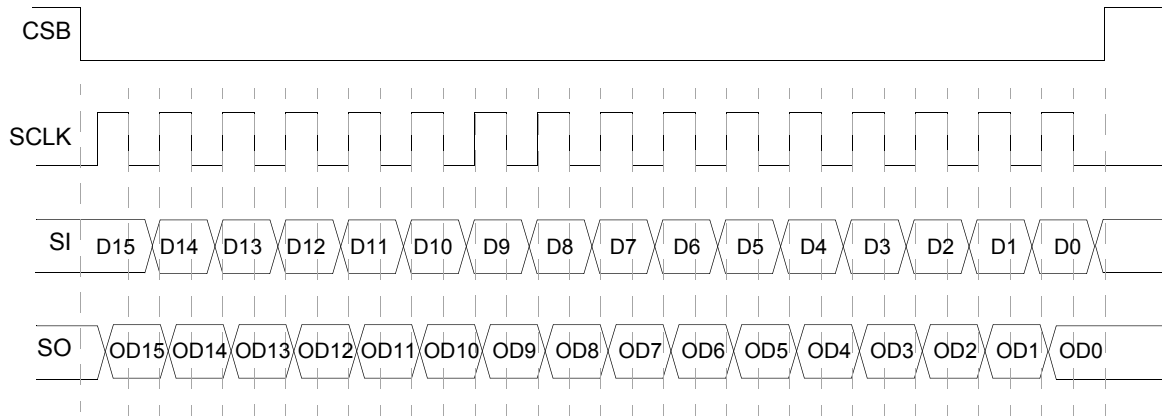 CSB
SCLK
SI D15 D14 D13 D12 D11 D10 D9 D8 D7 D6 D5 D4 D3 D2 D1 D0
SO OD15 OD14 OD13 OD12 OD11 OD10 OD9 OD8 OD7 OD6 OD5 OD4 OD3 OD2 OD1 OD0